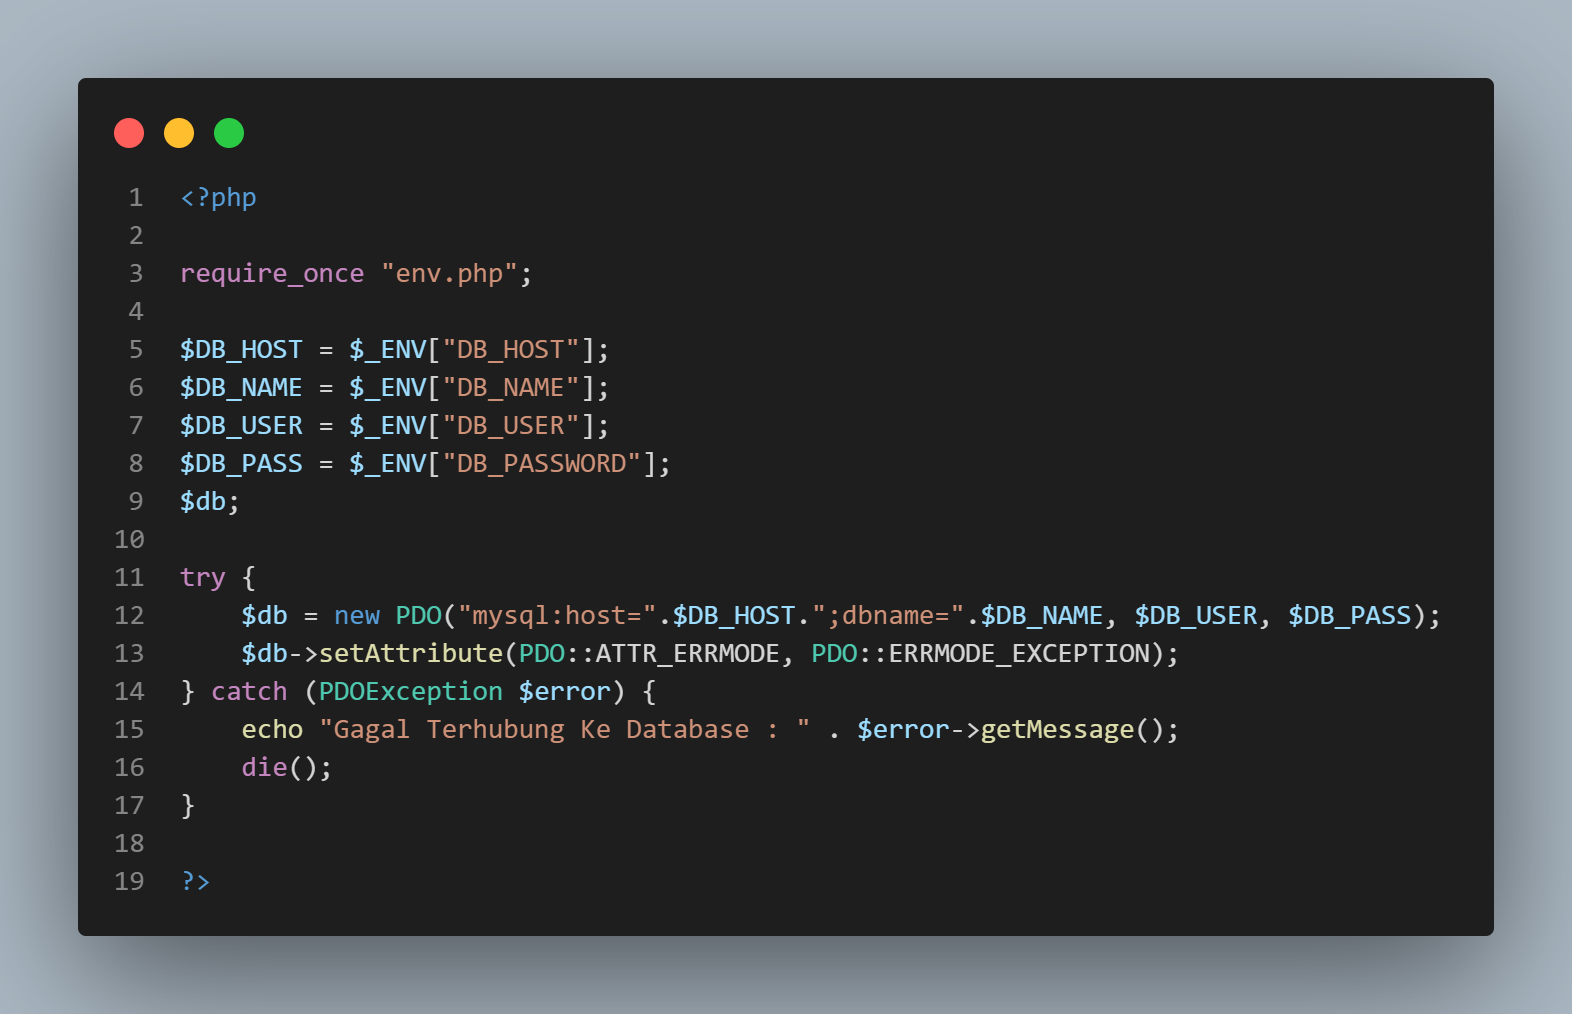 1 <?php
2
3 require_once "env.php";
4
5 $DB_HOST = $_ENV["DB_HOST"];
6 $DB_NAME = $_ENV["DB_NAME"];
7 $DB_USER = $_ENV["DB_USER"];
8 $DB_PASS = $_ENV["DB_PASSWORD"];
9 $db;
10
11 try {
12     $db = new PDO("mysql:host=".$DB_HOST.";dbname=".$DB_NAME, $DB_USER, $DB_PASS);
13     $db->setAttribute(PDO::ATTR_ERRMODE, PDO::ERRMODE_EXCEPTION);
14 } catch (PDOException $error) {
15     echo "Gagal Terhubung Ke Database : " . $error->getMessage();
16     die();
17 }
18
19 ?>